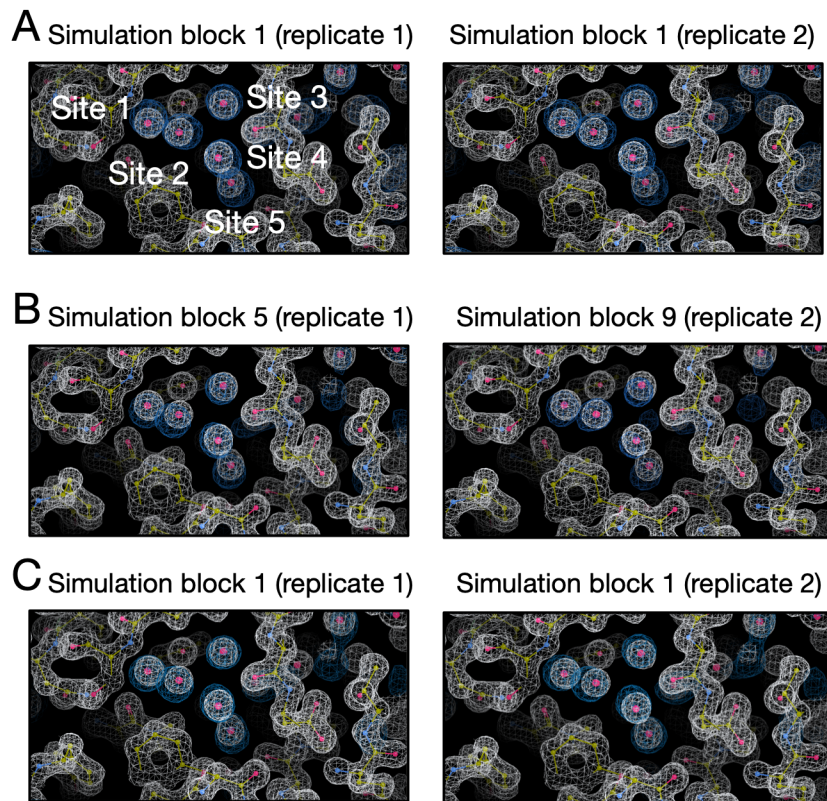 A Simulation block 1 (replicate 1) Simulation block 1 (replicate 2)
Site 1 Site 3
Site 2 Site 4
Site 5
B Simulation block 5 (replicate 1) Simulation block 9 (replicate 2)
C Simulation block 1 (replicate 1) Simulation block 1 (replicate 2)